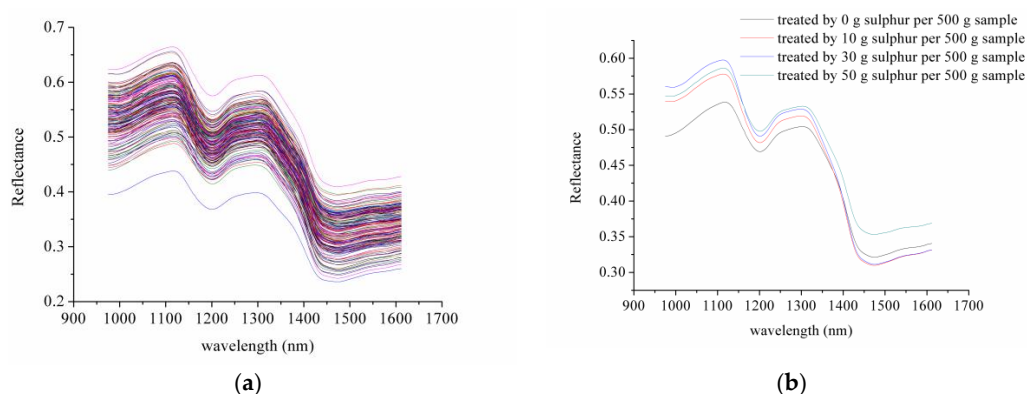 0.7
0.6
0.5
0.4
0.3
0.2
Reflectance
900 1000 1100 1200 1300 1400 1500 1600 1700
wavelength (nm)
(a)
treated by 0 g sulphur per 500 g sample
treated by 10 g sulphur per 500 g sample
treated by 30 g sulphur per 500 g sample
treated by 50 g sulphur per 500 g sample
0.60
0.55
0.50
0.45
0.40
0.35
0.30
Reflectance
900 1000 1100 1200 1300 1400 1500 1600 1700
wavelength (nm)
(b)